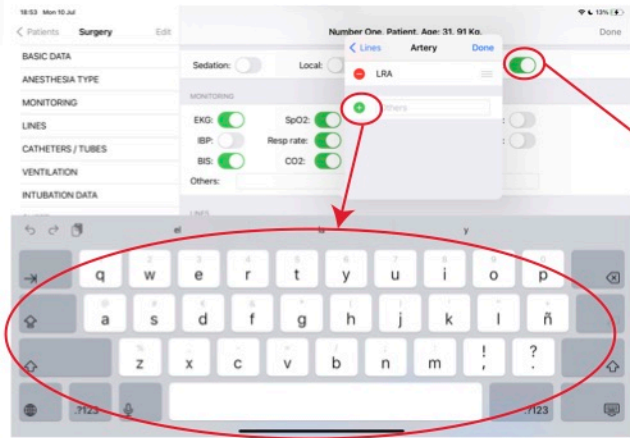 18:53 Mon 10 Jul
13%
Patients Surgery Edit
Number One, Patient. Age: 31. 91 Kg.
Done
BASIC DATA
ANESTHESIA TYPE
MONITORING
LINES
CATHETERS / TUBES
VENTILATION
INTUBATION DATA
Sedation:
Local:
Lines Artery Done
LRA
Others
MONITORING
EKG: SpO2:
IBP: Resp rate:
BIS: CO2:
Others:
LINES
el la y
q w e r t y u i o p
a s d f g h j k l ñ
z x c v b n m ! , ? .
.?123 .?123